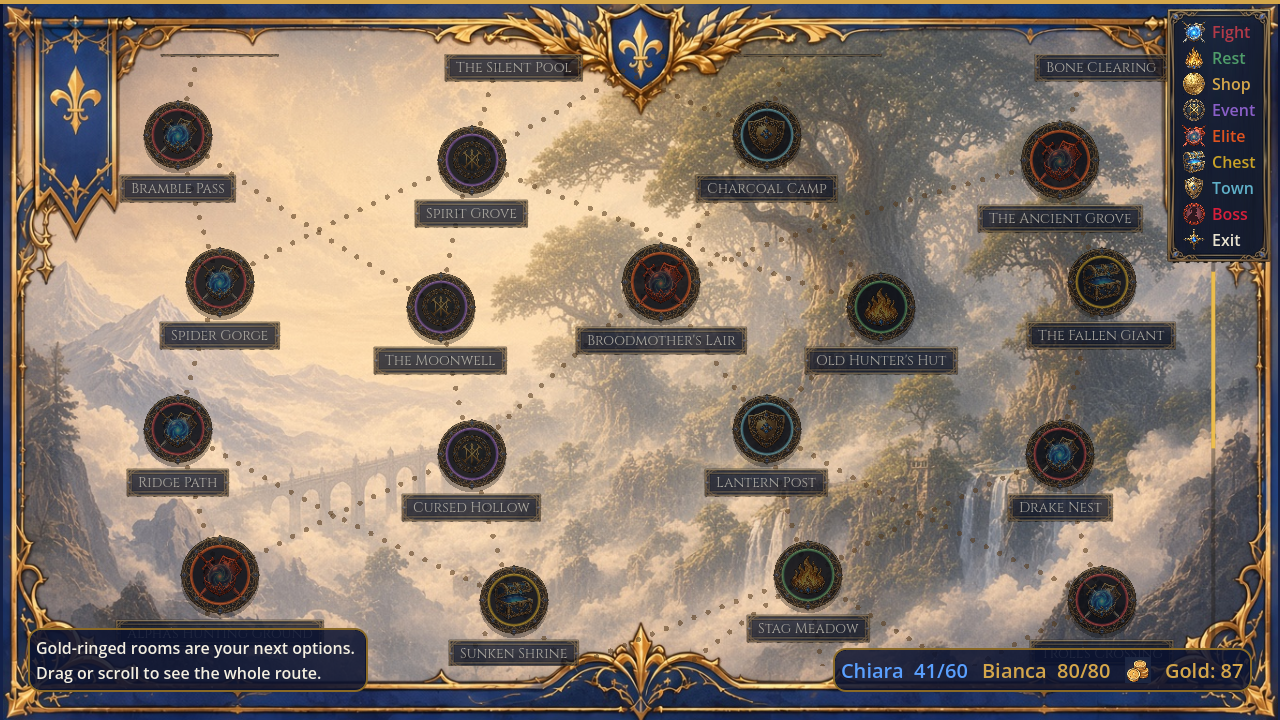 THE SILENT POOL
BONE CLEARING
Fight
Rest
Shop
Event
Elite
Chest
Town
Boss
Exit
BRAMBLE PASS
SPIRIT GROVE
CHARCOAL CAMP
THE ANCIENT GROVE
SPIDER GORGE
THE MOONWELL
BROODMOTHER'S LAIR
OLD HUNTER'S HUT
THE FALLEN GIANT
RIDGE PATH
CURSED HOLLOW
LANTERN POST
DRAKE NEST
ALPHA'S HUNTING GROUND
SUNKEN SHRINE
STAG MEADOW
Gold-ringed rooms are your next options.
Drag or scroll to see the whole route.
Chiara 41/60 Bianca 80/80 Gold: 87